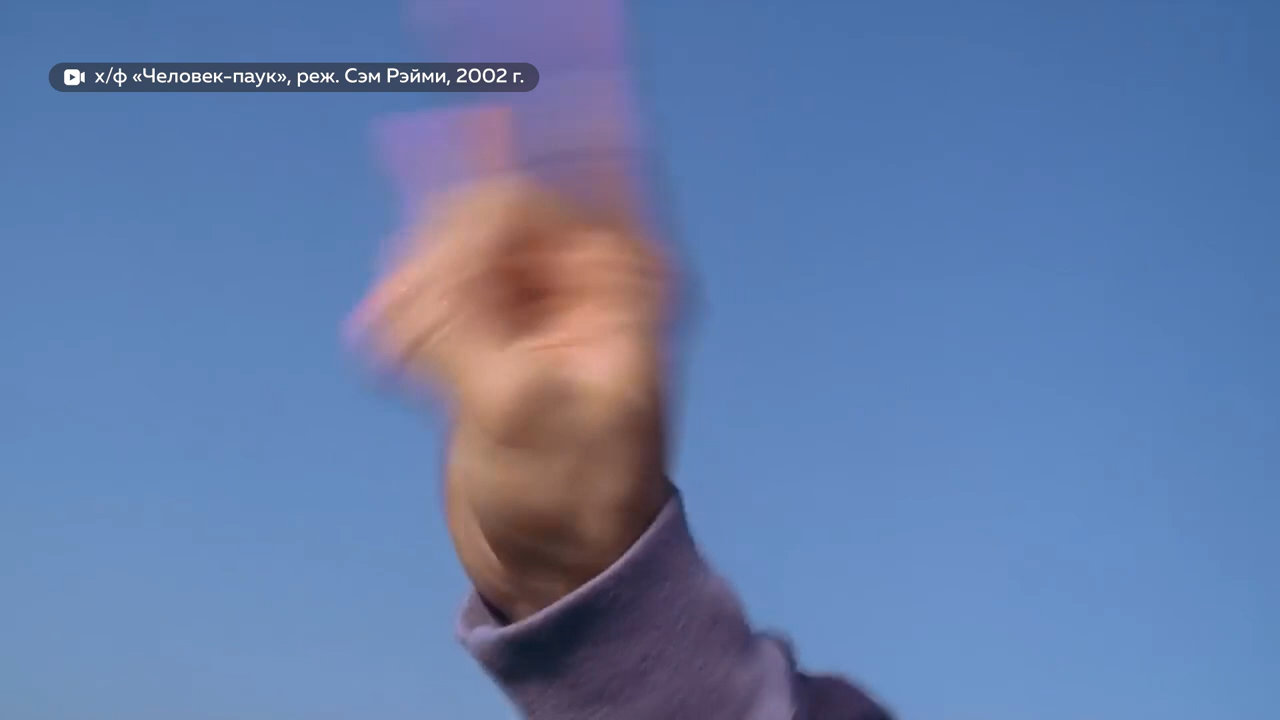 х/ф «Человек-паук», реж. Сэм Рэйми, 2002 г.